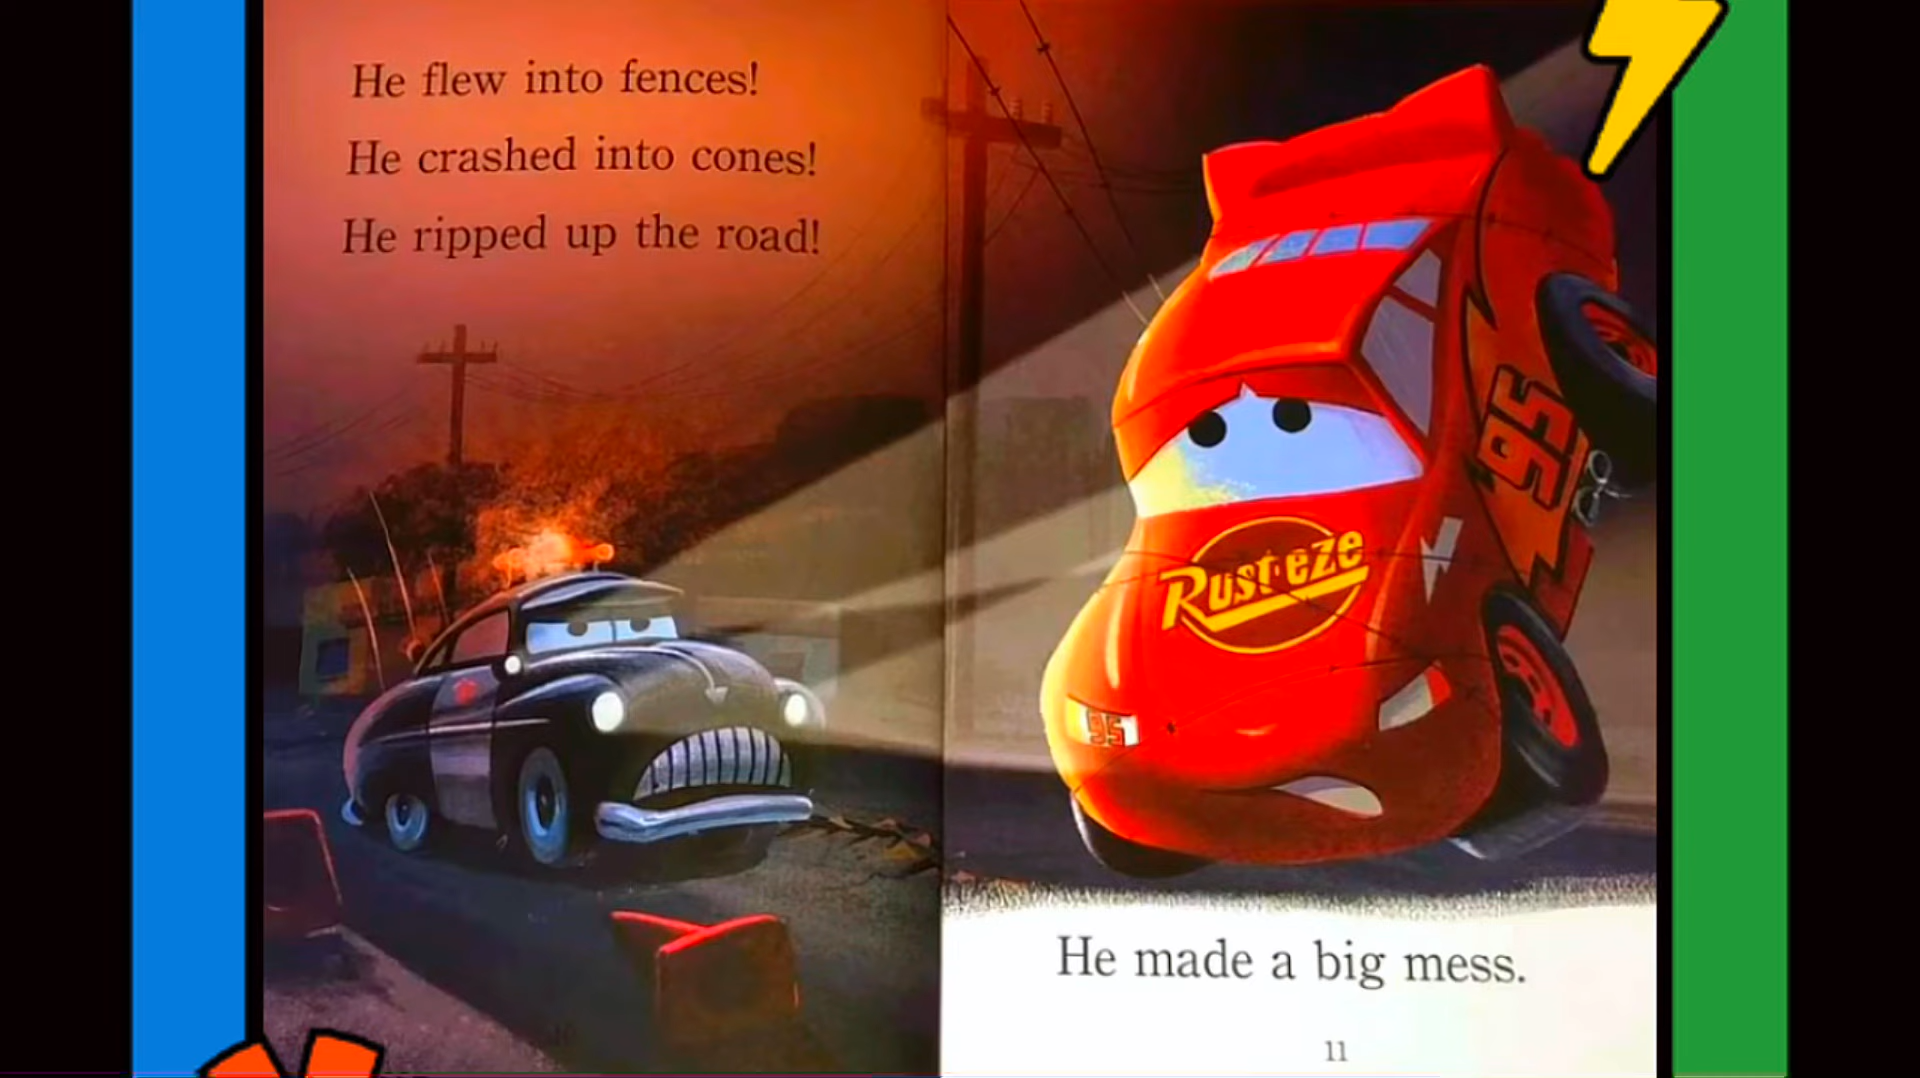 He flew into fences!
He crashed into cones!
He ripped up the road!
95
Rust-eze
95
He made a big mess.
11